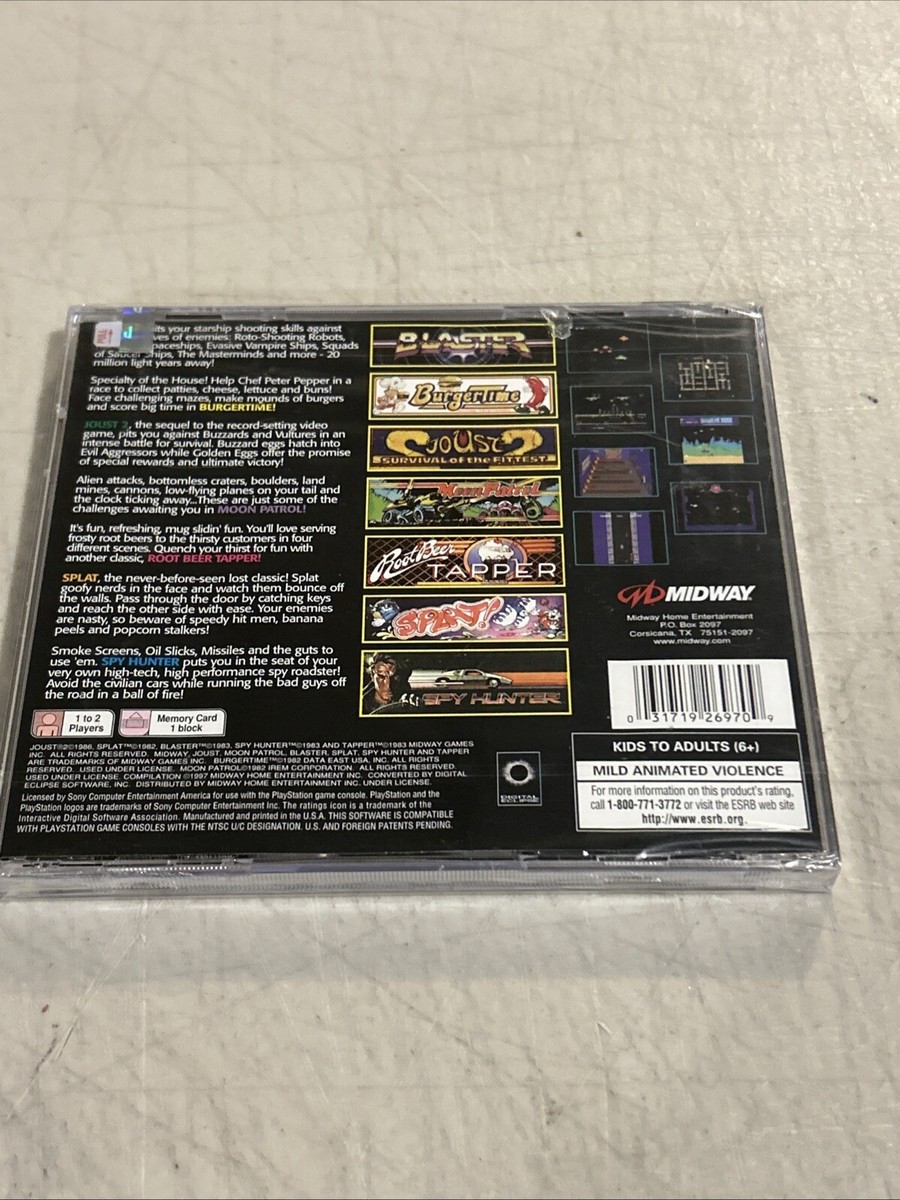 its your starship shooting skills against
ves of enemies: Roto-Shooting Robots,
paceships, Evasive Vampire Ships, Squads
of Saucer Ships, The Masterminds and more - 20
million light years away!
Specialty of the House! Help Chef Peter Pepper in a
race to collect patties, cheese, lettuce and buns!
Face challenging mazes, make mounds of burgers
and score big time in BURGERTIME!
JOUST 2, the sequel to the record-setting video
game, pits you against Buzzards and Vultures in an
intense battle for survival. Buzzard eggs hatch into
Evil Aggressors while Golden Eggs offer the promise
of special rewards and ultimate victory!
Alien attacks, bottomless craters, boulders, land
mines, cannons, low-flying planes on your tail and
the clock ticking away...These are just some of the
challenges awaiting you in MOON PATROL!
It's fun, refreshing, mug slidin' fun. You'll love serving
frosty root beers to the thirsty customers in four
different scenes. Quench your thirst for fun with
another classic, ROOT BEER TAPPER!
SPLAT, the never-before-seen lost classic! Splat
goofy nerds in the face and watch them bounce off
the walls. Pass through the door by catching keys
and reach the other side with ease. Your enemies
are nasty, so beware of speedy hit men, banana
peels and popcorn stalkers!
Smoke Screens, Oil Slicks, Missiles and the guts to
use 'em. SPY HUNTER puts you in the seat of your
very own high-tech, high performance spy roadster!
Avoid the civilian cars while running the bad guys off
the road in a ball of fire!
BLASTER
BurgerTime
JOUST 2
SURVIVAL of the FITTEST
Moon Patrol
Root Beer
TAPPER
SPLAT!
SPY HUNTER
MIDWAY
Midway Home Entertainment
P.O. Box 2097
Corsicana, TX 75151-2097
www.midway.com
0 31719 26970 9
1 to 2
Players
Memory Card
1 block
KIDS TO ADULTS (6+)
MILD ANIMATED VIOLENCE
For more information on this product's rating,
call 1-800-771-3772 or visit the ESRB web site
http://www.esrb.org.
JOUST®2©1986, SPLAT™©1982, BLASTER™©1983, SPY HUNTER™©1983 AND TAPPER™©1983 MIDWAY GAMES
INC. ALL RIGHTS RESERVED. MIDWAY, JOUST, MOON PATROL, BLASTER, SPLAT, SPY HUNTER AND TAPPER
ARE TRADEMARKS OF MIDWAY GAMES INC. BURGERTIME™©1982 DATA EAST USA, INC. ALL RIGHTS
RESERVED. USED UNDER LICENSE. MOON PATROL™©1982 IREM CORPORATION. ALL RIGHTS RESERVED.
USED UNDER LICENSE. COMPILATION ©1997 MIDWAY HOME ENTERTAINMENT INC. CONVERTED BY DIGITAL
ECLIPSE SOFTWARE, INC. DISTRIBUTED BY MIDWAY HOME ENTERTAINMENT INC. UNDER LICENSE.
DIGITAL
ECLIPSE
Licensed by Sony Computer Entertainment America for use with the PlayStation game console. PlayStation and the
PlayStation logos are trademarks of Sony Computer Entertainment Inc. The ratings icon is a trademark of the
Interactive Digital Software Association. Manufactured and printed in the U.S.A. THIS SOFTWARE IS COMPATIBLE
WITH PLAYSTATION GAME CONSOLES WITH THE NTSC U/C DESIGNATION. U.S. AND FOREIGN PATENTS PENDING.